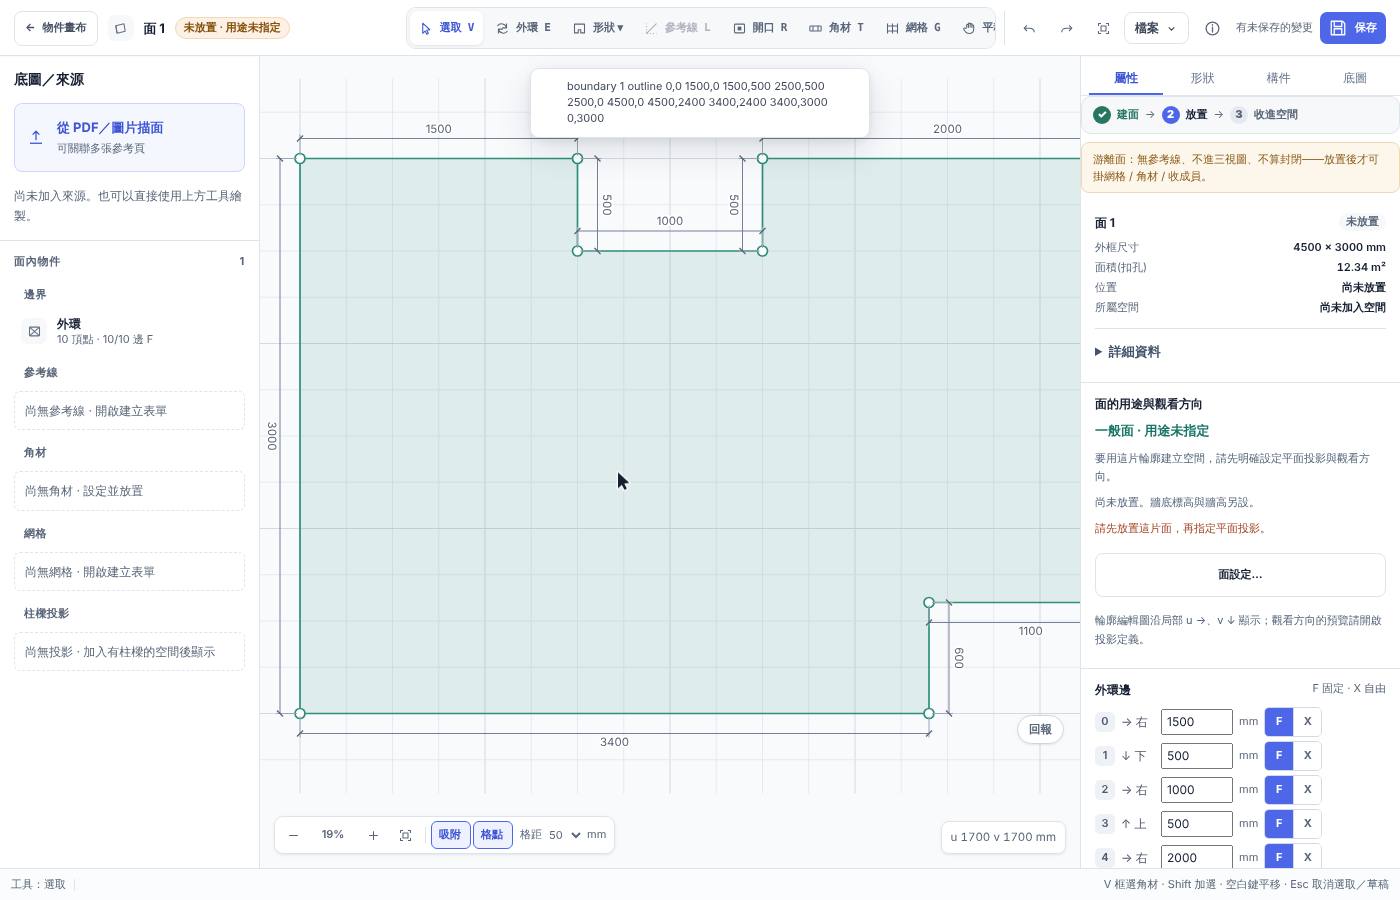 ← 物件畫布
面 1
未放置 · 用途未指定
選取 V
外環 E
形狀 ▾
參考線 L
開口 R
角材 T
網格 G
檔案
有未保存的變更
保存
底圖／來源
從 PDF／圖片描面
可關聯多張參考頁
尚未加入來源。也可以直接使用上方工具繪
製。
面內物件
1
邊界
外環
10 頂點 · 10/10 邊 F
參考線
尚無參考線 · 開啟建立表單
角材
尚無角材 · 設定並放置
網格
尚無網格 · 開啟建立表單
柱樑投影
尚無投影 · 加入有柱樑的空間後顯示
boundary 1 outline 0,0 1500,0 1500,500 2500,500
2500,0 4500,0 4500,2400 3400,2400 3400,3000
0,3000
1500
2000
500
500
1000
3000
1100
600
3400
回報
− 19% +
吸附
格點
格距 50 mm
u 1700 v 1700 mm
屬性
形狀
構件
底圖
建面 → 2 放置 → 3 收進空間
游離面：無參考線、不進三視圖、不算封閉——放置後才可
掛網格 / 角材 / 收成員。
面 1
未放置
外框尺寸 4500 × 3000 mm
面積(扣孔) 12.34 m²
位置 尚未放置
所屬空間 尚未加入空間
▶ 詳細資料
面的用途與觀看方向
一般面 · 用途未指定
要用這片輪廓建立空間，請先明確設定平面投影與觀看方
向。
尚未放置。牆底標高與牆高另設。
請先放置這片面，再指定平面投影。
面設定...
輪廓編輯圖沿局部 u →、v ↓ 顯示；觀看方向的預覽請開啟
投影定義。
外環邊
F 固定 · X 自由
0 → 右 1500 mm F X
1 ↓ 下 500 mm F X
2 → 右 1000 mm F X
3 ↑ 上 500 mm F X
4 → 右 2000 mm F X
工具：選取
V 框選角材 · Shift 加選 · 空白鍵平移 · Esc 取消選取／草稿